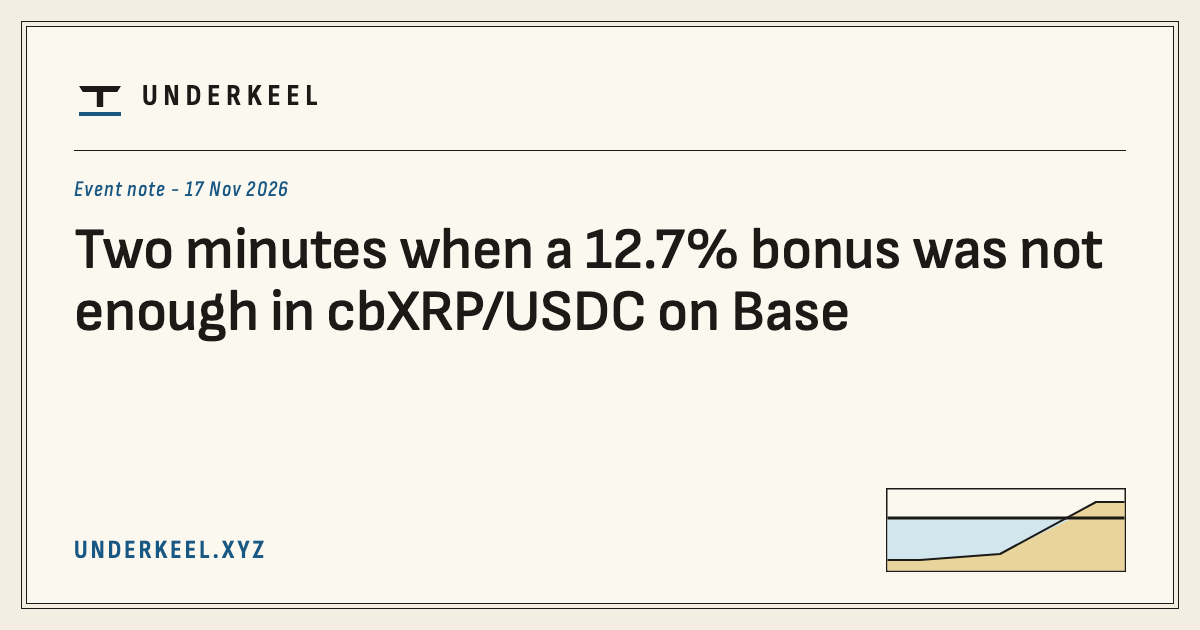 UNDERKEEL
Event note - 17 Nov 2026
Two minutes when a 12.7% bonus was not
enough in cbXRP/USDC on Base
UNDERKEEL.XYZ